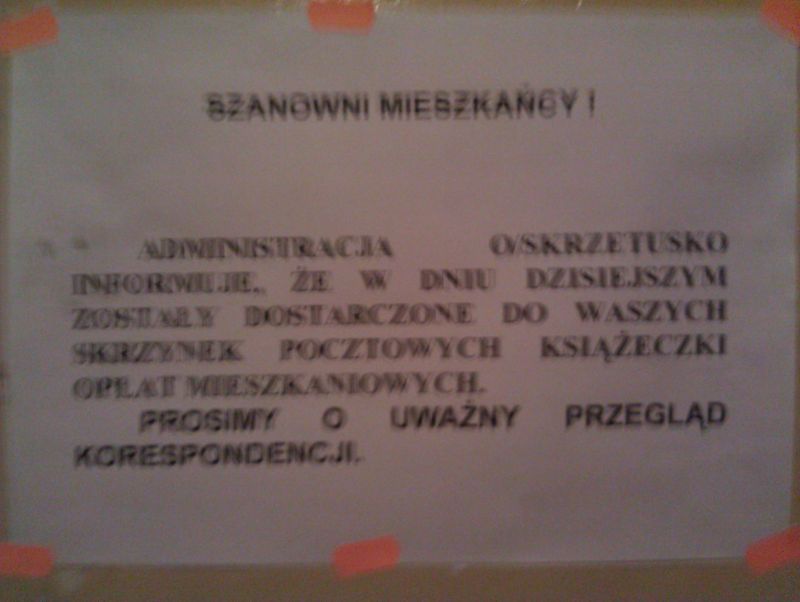 SZANOWNI MIESZKAŃCY !
ADMINISTRACJA O/SKRZETUSKO
INFORMUJE, ŻE W DNIU DZISIEJSZYM
ZOSTAŁY DOSTARCZONE DO WASZYCH
SKRZYNEK POCZTOWYCH KSIĄŻECZKI
OPŁAT MIESZKANIOWYCH.
PROSIMY O UWAŻNY PRZEGLĄD
KORESPONDENCJI.